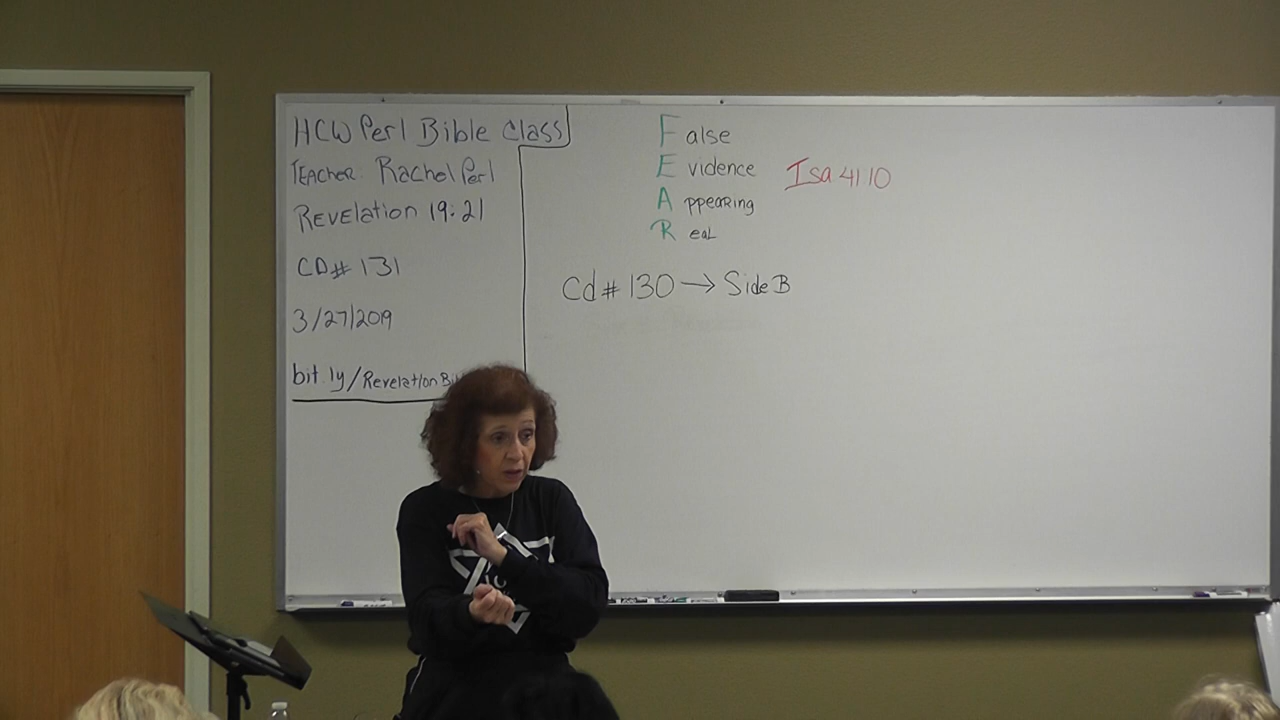 HCW Perl Bible Class
TEACHER: Rachel Perl
REVElation 19:21
CD# 131
3/27/2019
bit.ly/RevelationBi
False
Evidence
AppeaRing
ReaL
Isa 41 10
Cd # 130 → Side B